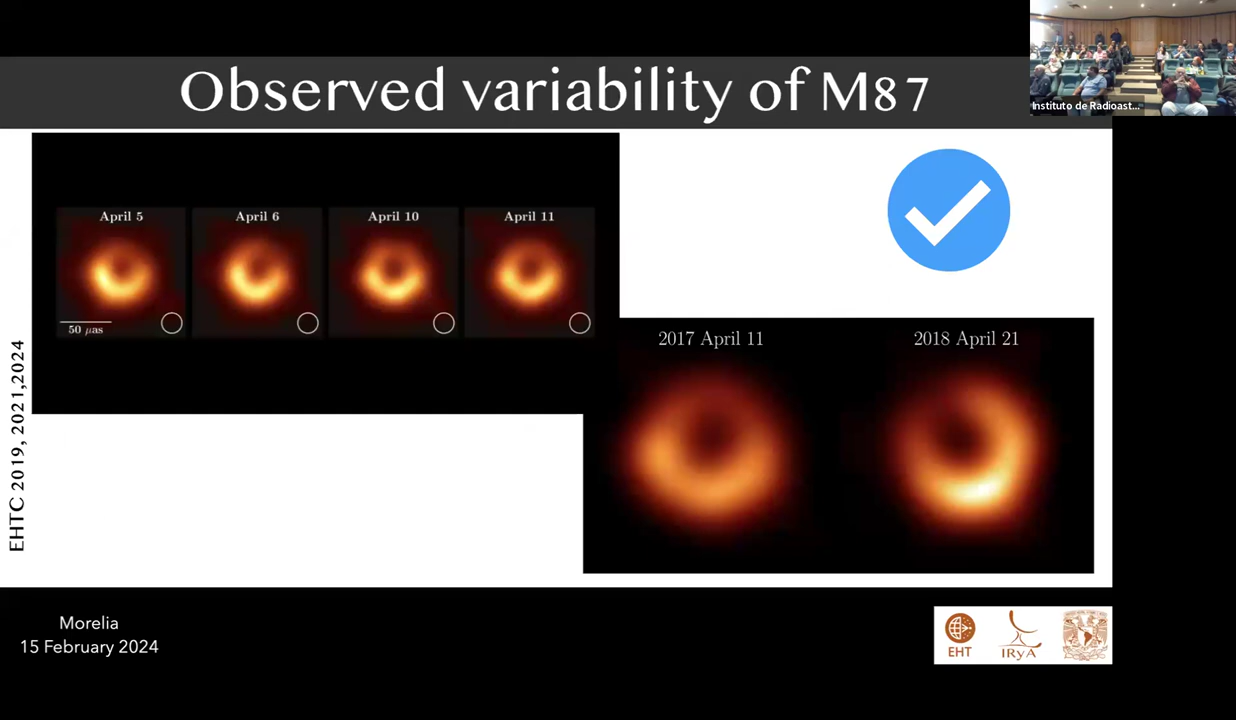 Observed variability of M87
Instituto de Radioast...
April 5
April 6
April 10
April 11
50 μas
2017 April 11
2018 April 21
EHTC 2019, 2021,2024
Morelia
15 February 2024
EHT
IRyA